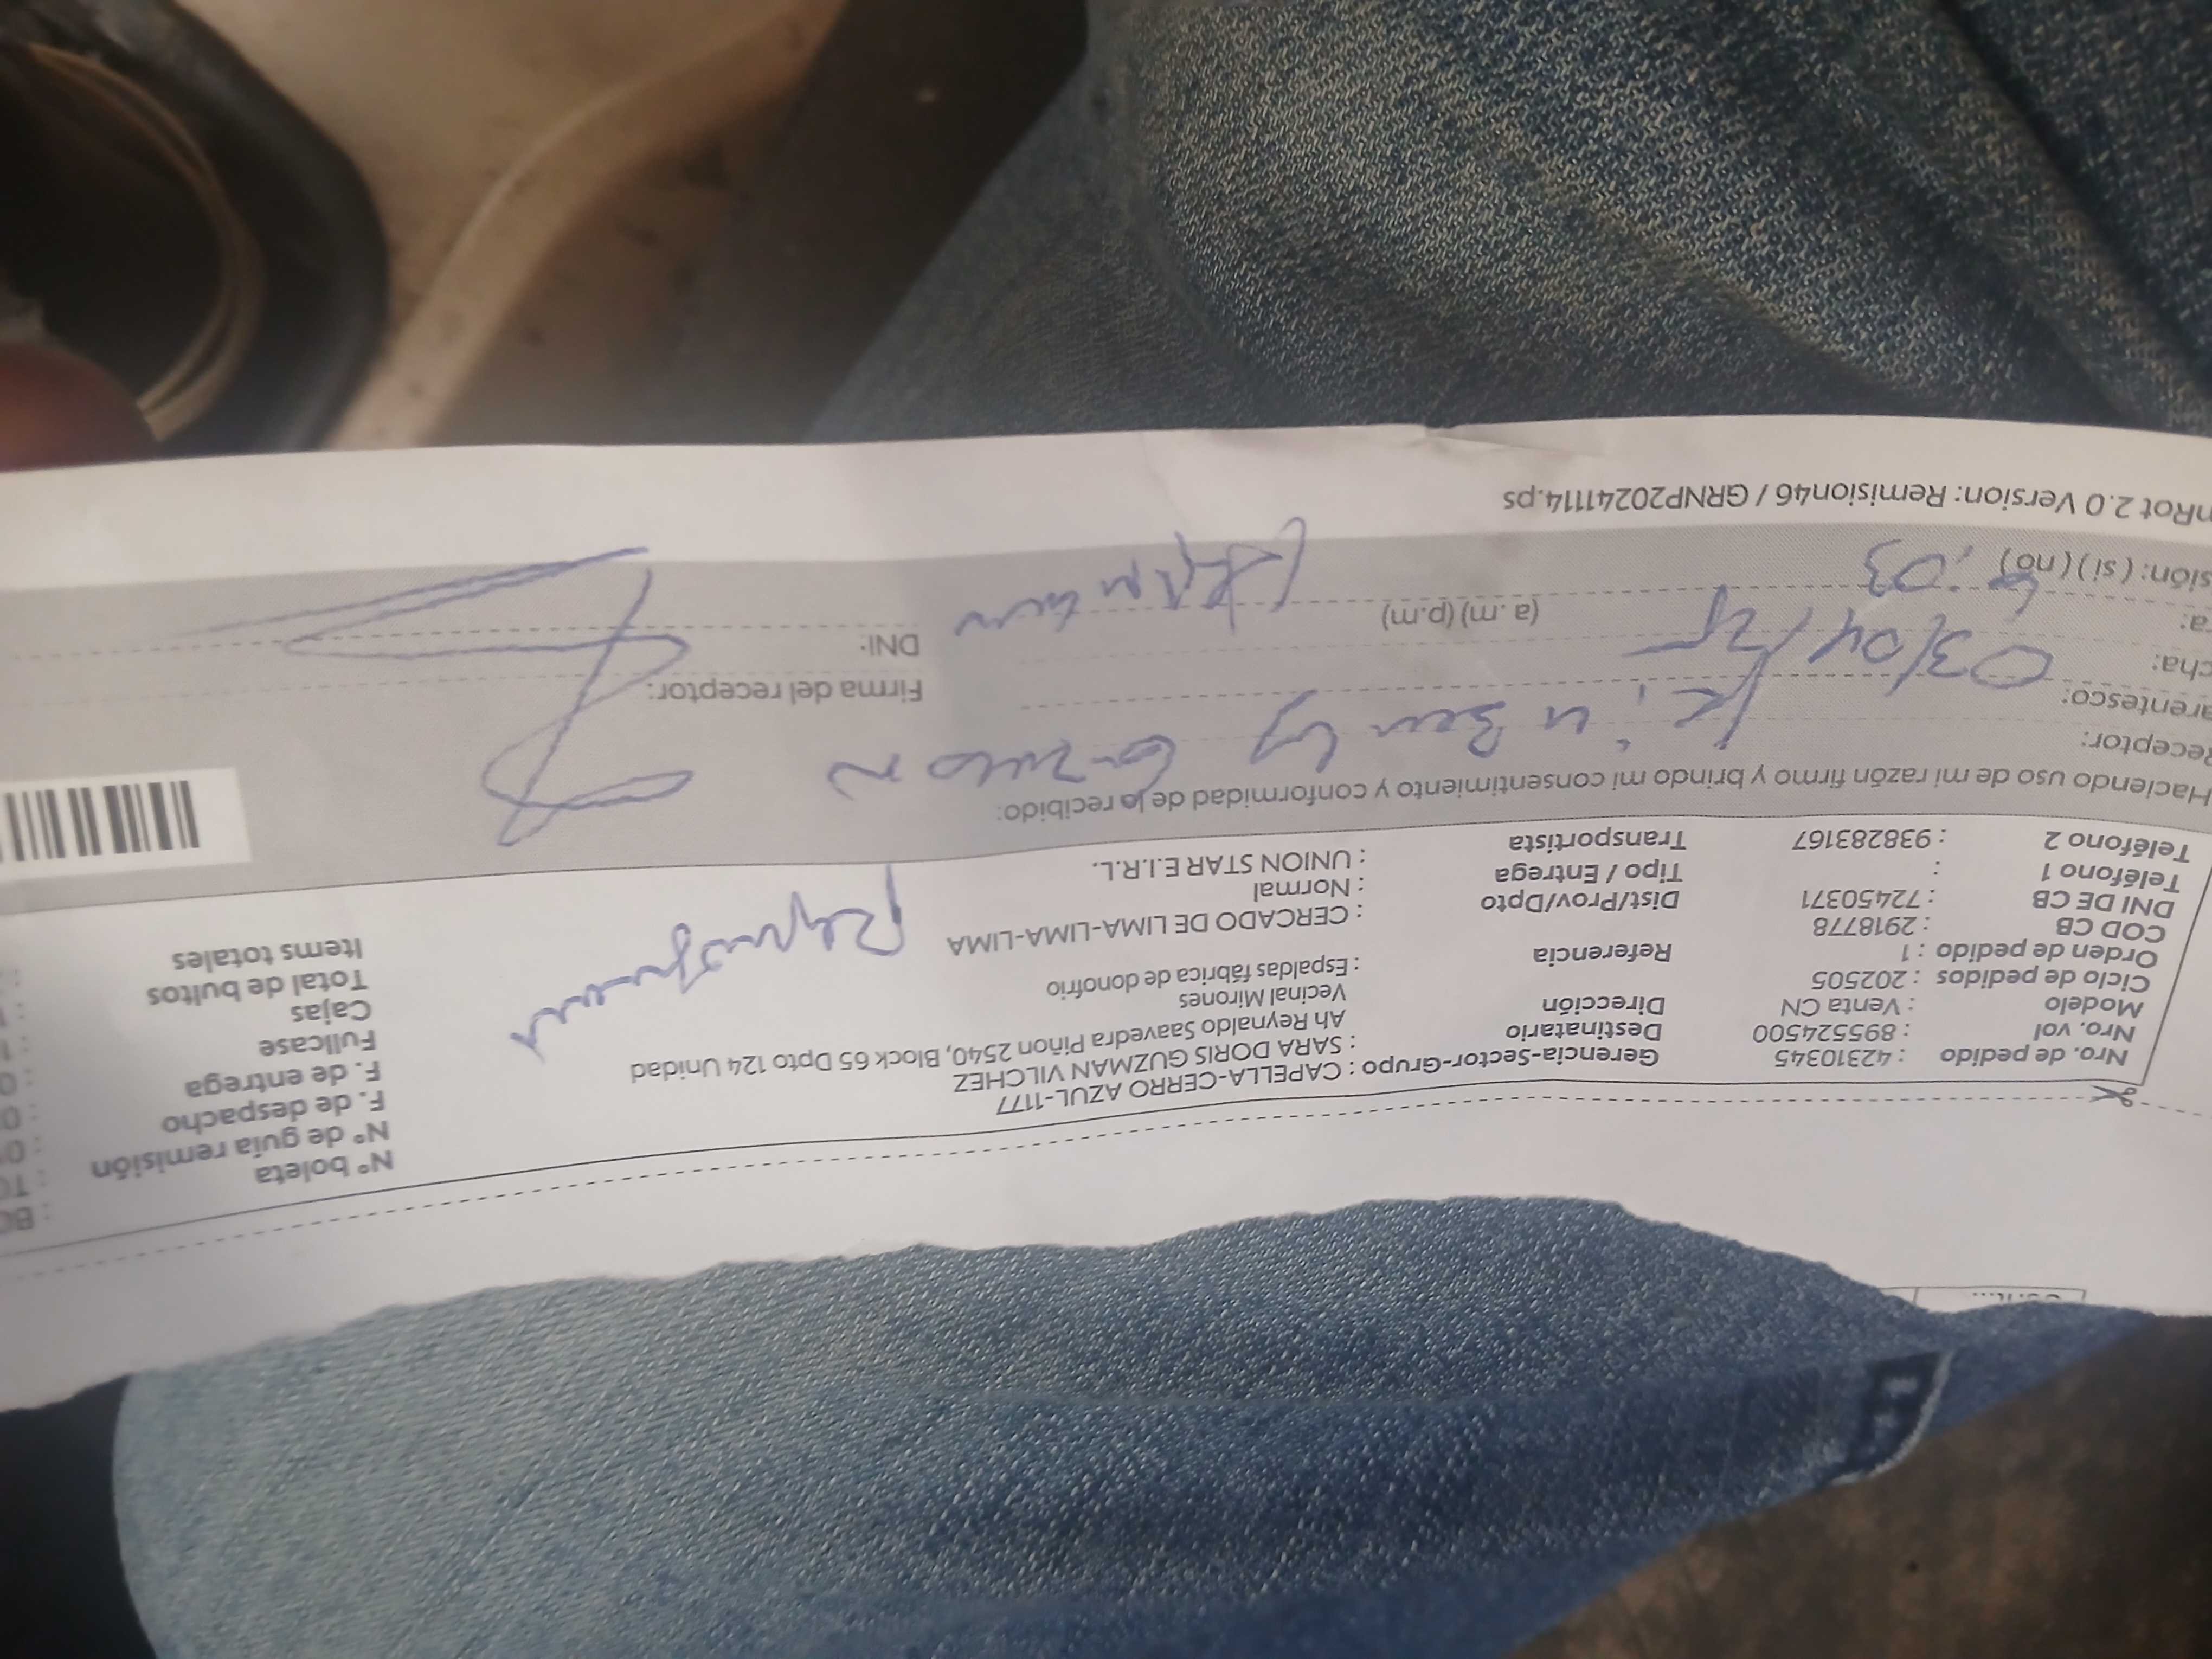 Nro. de pedido : 42310345
Nro. vol : 895524500
Modelo : Venta CN
Ciclo de pedidos : 202505
Orden de pedido : 1
COD CB : 2918778
DNI DE CB : 72450371
Teléfono 1 :
Teléfono 2 : 938283167
Gerencia-Sector-Grupo : CAPELLA-CERRO AZUL-1177
Destinatario : SARA DORIS GUZMAN VILCHEZ
Dirección Ah Reynaldo Saavedra Piñon 2540, Block 65 Dpto 124 Unidad
Vecinal Mirones
Referencia : Espaldas fábrica de donofrio
Dist/Prov/Dpto : CERCADO DE LIMA-LIMA-LIMA
Tipo / Entrega : Normal
Transportista : UNION STAR E.I.R.L.
N° boleta
N° de guía remisión
F. de despacho
F. de entrega
Fullcase
Cajas
Total de bultos
Items totales
Haciendo uso de mi razón firmo y brindo mi consentimiento y conformidad de lo recibido:
Receptor:
arentesco:
cha: 03/04/25
ra: :03 (a.m) (p.m)
sión: ( si ) ( no )
Firma del receptor:
DNI:
nRot 2.0 Version: Remision46 / GRNP20241114.ps